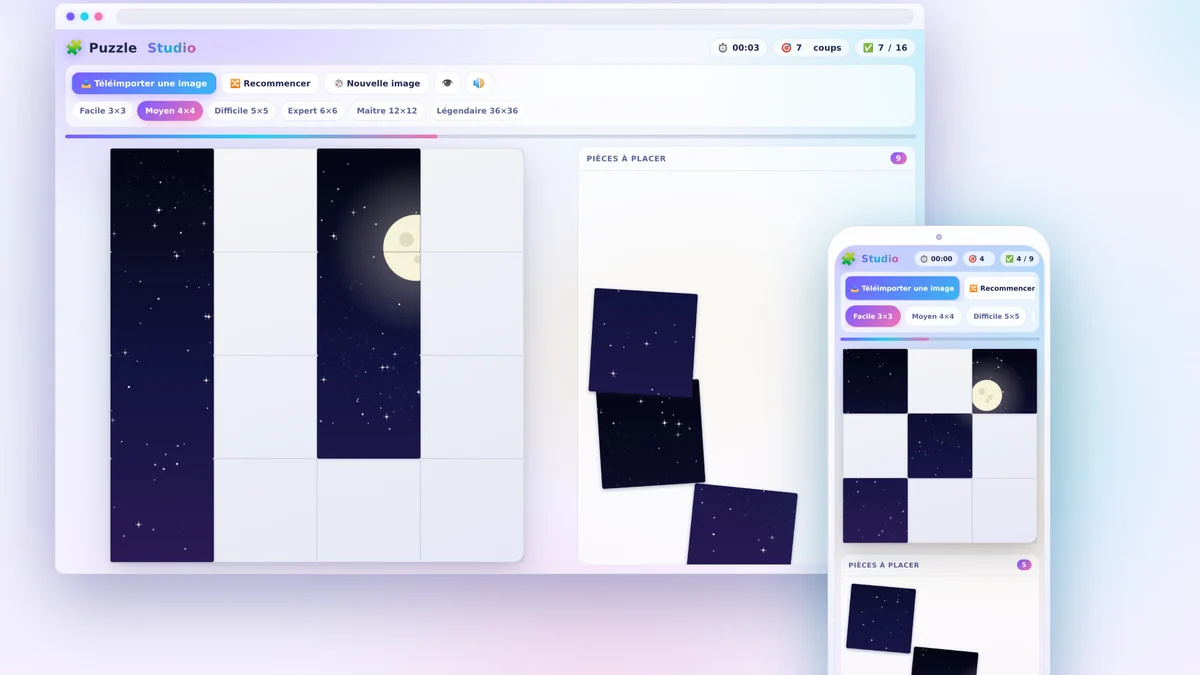 Puzzle Studio
00:03
7 coups
7 / 16
Téléimporter une image
Recommencer
Nouvelle image
Facile 3×3
Moyen 4×4
Difficile 5×5
Expert 6×6
Maître 12×12
Légendaire 36×36
PIÈCES À PLACER
9
Studio
00:00
4
4 / 9
Téléimporter une image
Recommencer
Facile 3×3
Moyen 4×4
Difficile 5×5
PIÈCES À PLACER
5